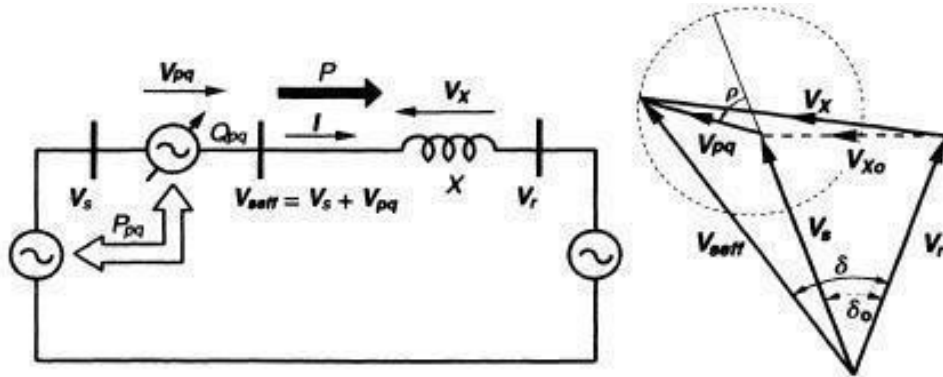 Vpq
P
Vx
Qpq
I
X
Vs
Vseff = Vs + Vpq
Vr
Ppq
ρ
Vx
Vpq
Vxo
Vseff
Vs
Vr
δ
δo